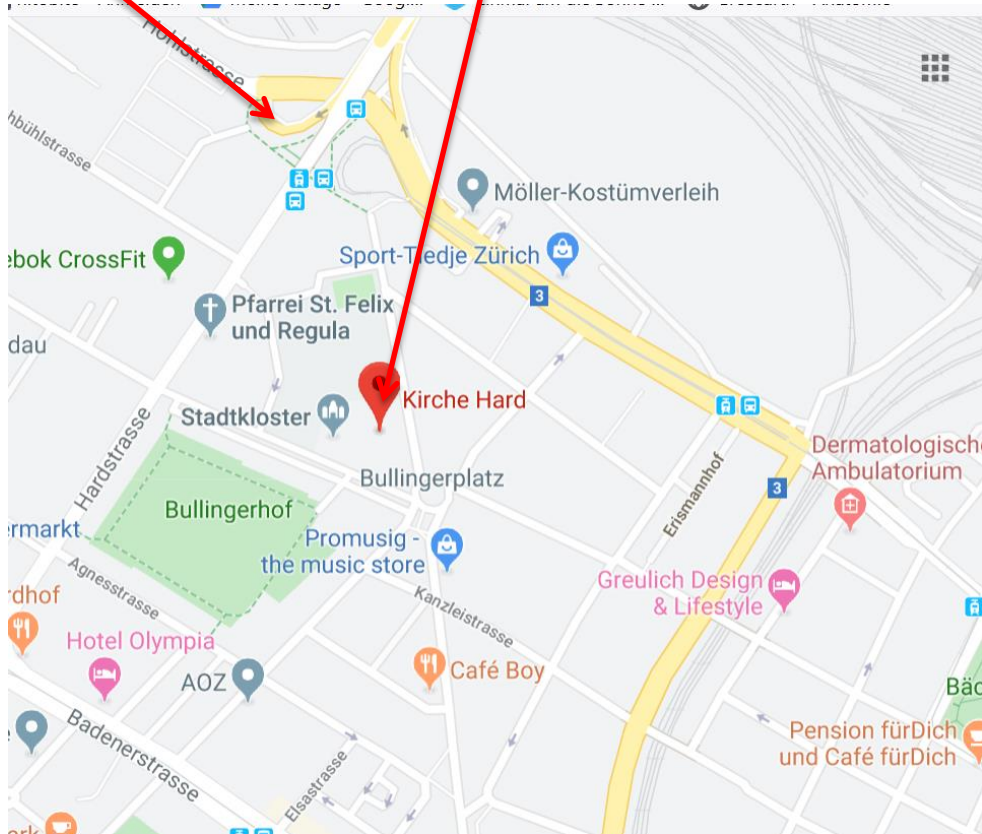 Hohlstrasse
hbühlstrasse
Möller-Kostümverleih
ebok CrossFit
Sport-Tiedje Zürich
3
Pfarrei St. Felix
und Regula
dau
Kirche Hard
Stadtkloster
Hardstrasse
Dermatologische
Ambulatorium
Bullingerplatz
Erismannhof
3
Bullingerhof
ermarkt
Promusig -
the music store
Agnesstrasse
Greulich Design
& Lifestyle
rdhof
Kanzleistrasse
Hotel Olympia
Café Boy
AOZ
Bäc
Badenerstrasse
Pension fürDich
und Café fürDich
Elsastrasse